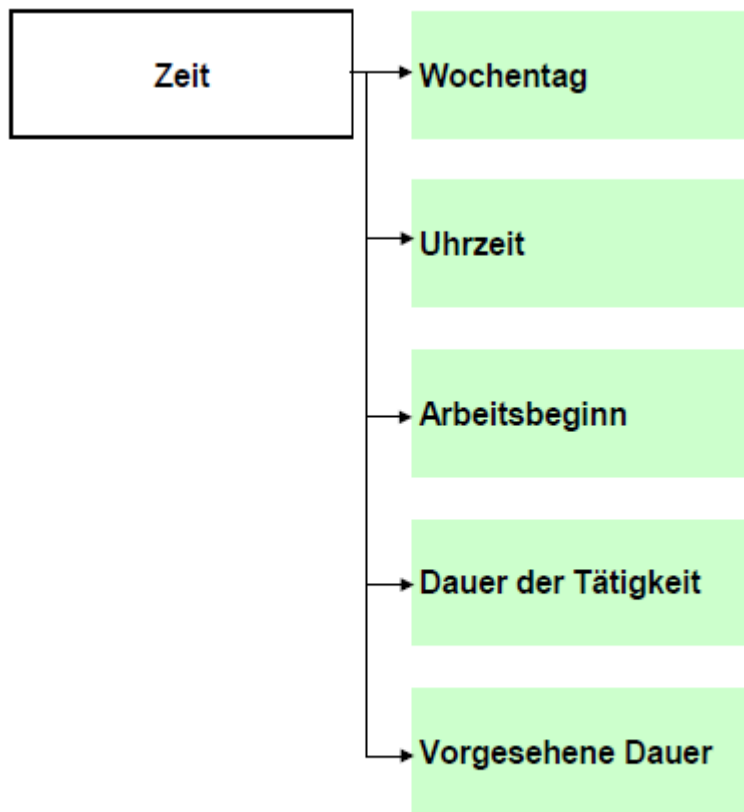 Zeit
Wochentag
Uhrzeit
Arbeitsbeginn
Dauer der Tätigkeit
Vorgesehene Dauer